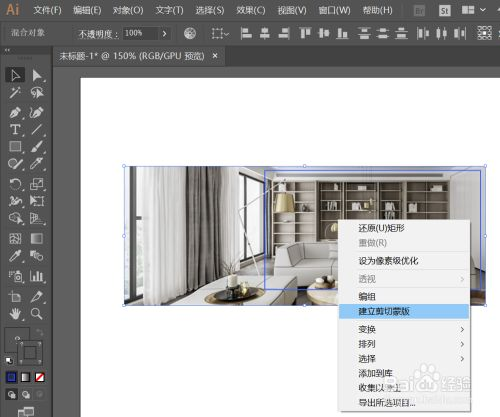 Ai 文件(F) 编辑(E) 对象(O) 文字(T) 选择(S) 效果(C) 视图(V) 窗口(W) 帮助(H) Br St
混合对象 不透明度: 100%
未标题-1* @ 150% (RGB/GPU 预览) ×
还原(U)矩形
重做(R)
设为像素级优化
透视
编组
建立剪切蒙版
变换
排列
选择
添加到库
收集以导出
导出所选项目...
Baidu 经验